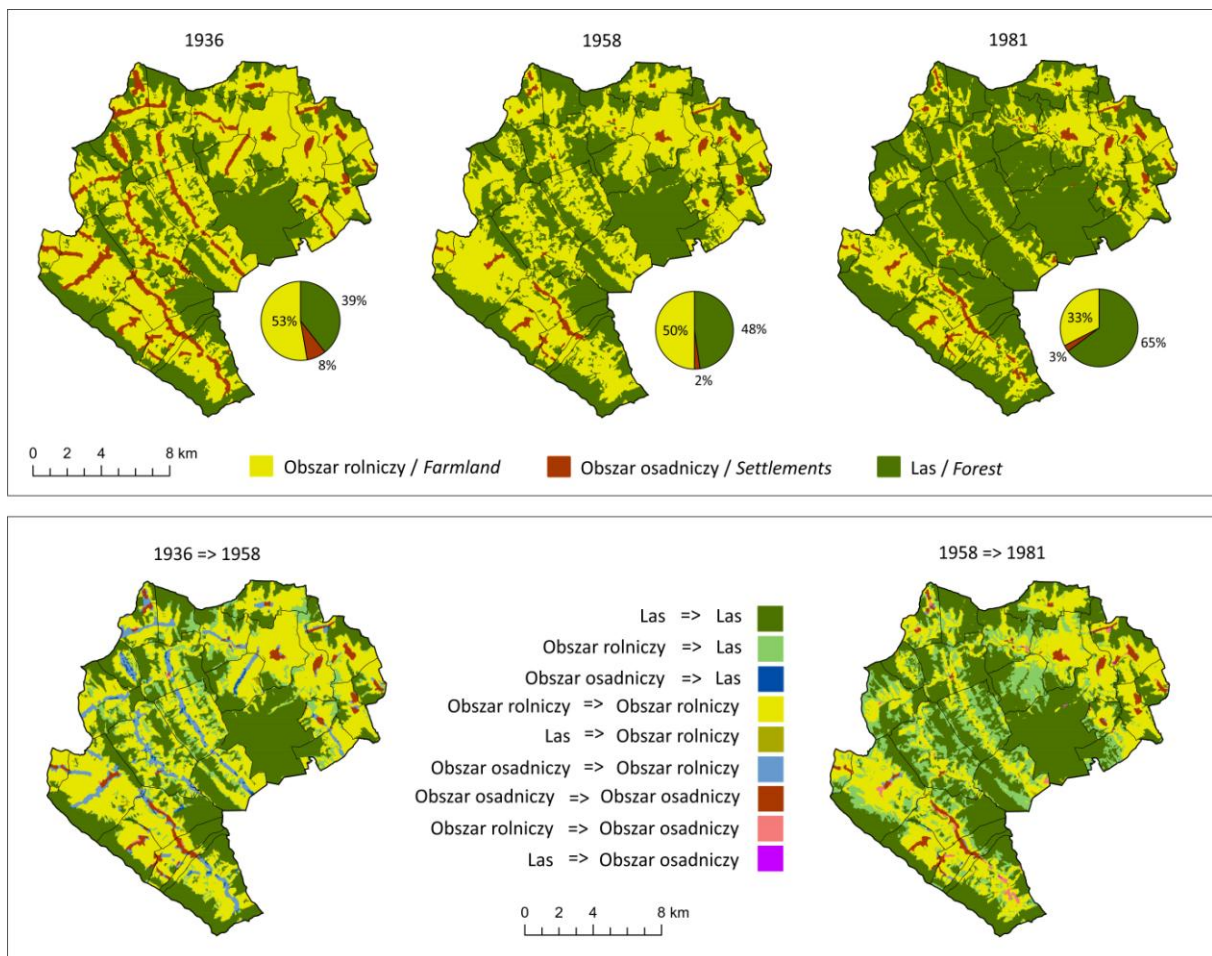 1936
1958
1981
53%
39%
8%
50%
48%
2%
33%
65%
3%
0 2 4 8 km
Obszar rolniczy / Farmland
Obszar osadniczy / Settlements
Las / Forest
1936 => 1958
1958 => 1981
Las => Las
Obszar rolniczy => Las
Obszar osadniczy => Las
Obszar rolniczy => Obszar rolniczy
Las => Obszar rolniczy
Obszar osadniczy => Obszar rolniczy
Obszar osadniczy => Obszar osadniczy
Obszar rolniczy => Obszar osadniczy
Las => Obszar osadniczy
0 2 4 8 km